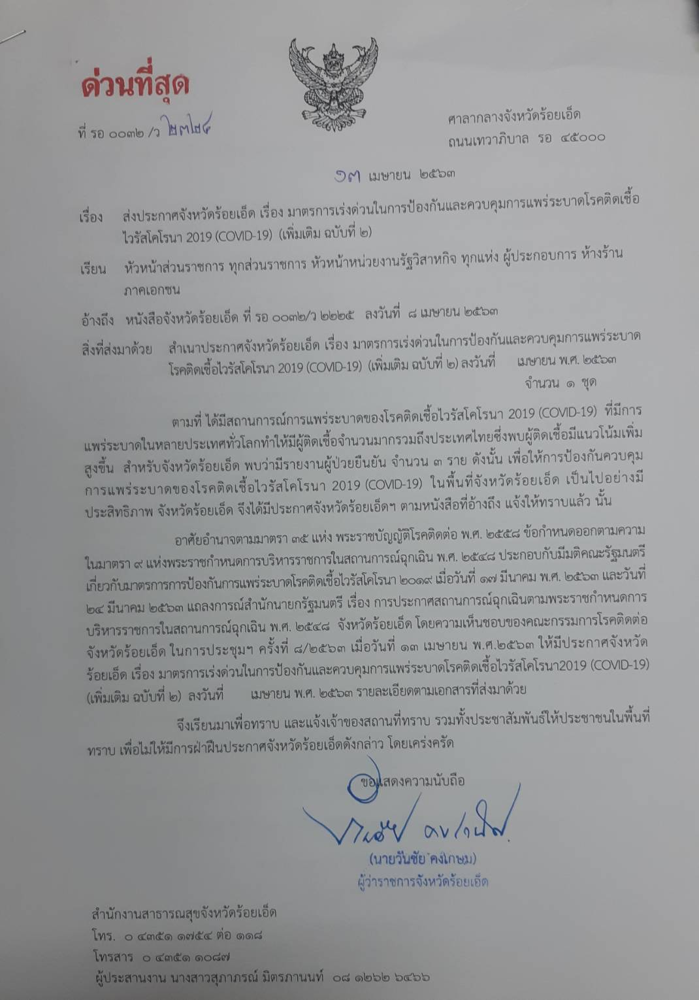 ด่วนที่สุด
ที่ รอ ๐๐๓๒ /ว ๒๓๒๔
ศาลากลางจังหวัดร้อยเอ็ด
ถนนเทวาภิบาล รอ ๔๕๐๐๐
๑๓ เมษายน ๒๕๖๓
เรื่อง ส่งประกาศจังหวัดร้อยเอ็ด เรื่อง มาตรการเร่งด่วนในการป้องกันและควบคุมการแพร่ระบาดโรคติดเชื้อ
ไวรัสโคโรนา 2019 (COVID-19) (เพิ่มเติม ฉบับที่ ๒)
เรียน หัวหน้าส่วนราชการ ทุกส่วนราชการ หัวหน้าหน่วยงานรัฐวิสาหกิจ ทุกแห่ง ผู้ประกอบการ ห้างร้าน
ภาคเอกชน
อ้างถึง หนังสือจังหวัดร้อยเอ็ด ที่ รอ ๐๐๓๒/ว ๒๒๒๕ ลงวันที่ ๘ เมษายน ๒๕๖๓
สิ่งที่ส่งมาด้วย สำเนาประกาศจังหวัดร้อยเอ็ด เรื่อง มาตรการเร่งด่วนในการป้องกันและควบคุมการแพร่ระบาด
โรคติดเชื้อไวรัสโคโรนา 2019 (COVID-19) (เพิ่มเติม ฉบับที่ ๒) ลงวันที่ เมษายน พ.ศ. ๒๕๖๓
จำนวน ๑ ชุด
ตามที่ ได้มีสถานการณ์การแพร่ระบาดของโรคติดเชื้อไวรัสโคโรนา 2019 (COVID-19) ที่มีการ
แพร่ระบาดในหลายประเทศทั่วโลกทำให้มีผู้ติดเชื้อจำนวนมากรวมถึงประเทศไทยซึ่งพบผู้ติดเชื้อมีแนวโน้มเพิ่ม
สูงขึ้น สำหรับจังหวัดร้อยเอ็ด พบว่ามีรายงานผู้ป่วยยืนยัน จำนวน ๓ ราย ดังนั้น เพื่อให้การป้องกันควบคุม
การแพร่ระบาดของโรคติดเชื้อไวรัสโคโรนา 2019 (COVID-19) ในพื้นที่จังหวัดร้อยเอ็ด เป็นไปอย่างมี
ประสิทธิภาพ จังหวัดร้อยเอ็ด จึงได้มีประกาศจังหวัดร้อยเอ็ดฯ ตามหนังสือที่อ้างถึง แจ้งให้ทราบแล้ว นั้น
อาศัยอำนาจตามมาตรา ๓๕ แห่ง พระราชบัญญัติโรคติดต่อ พ.ศ. ๒๕๕๘ ข้อกำหนดออกตามความ
ในมาตรา ๙ แห่งพระราชกำหนดการบริหารราชการในสถานการณ์ฉุกเฉิน พ.ศ. ๒๕๔๘ ประกอบกับมีมติคณะรัฐมนตรี
เกี่ยวกับมาตรการการป้องกันการแพร่ระบาดโรคติดเชื้อไวรัสโคโรนา ๒๐๑๙ เมื่อวันที่ ๑๗ มีนาคม พ.ศ. ๒๕๖๓ และวันที่
๒๔ มีนาคม ๒๕๖๓ แถลงการณ์สำนักนายกรัฐมนตรี เรื่อง การประกาศสถานการณ์ฉุกเฉินตามพระราชกำหนดการ
บริหารราชการในสถานการณ์ฉุกเฉิน พ.ศ. ๒๕๔๘ จังหวัดร้อยเอ็ด โดยความเห็นชอบของคณะกรรมการโรคติดต่อ
จังหวัดร้อยเอ็ด ในการประชุมฯ ครั้งที่ ๘/๒๕๖๓ เมื่อวันที่ ๑๓ เมษายน พ.ศ.๒๕๖๓ ให้มีประกาศจังหวัด
ร้อยเอ็ด เรื่อง มาตรการเร่งด่วนในการป้องกันและควบคุมการแพร่ระบาดโรคติดเชื้อไวรัสโคโรนา2019 (COVID-19)
(เพิ่มเติม ฉบับที่ ๒) ลงวันที่ เมษายน พ.ศ. ๒๕๖๓ รายละเอียดตามเอกสารที่ส่งมาด้วย
จึงเรียนมาเพื่อทราบ และแจ้งเจ้าของสถานที่ทราบ รวมทั้งประชาสัมพันธ์ให้ประชาชนในพื้นที่
ทราบ เพื่อไม่ให้มีการฝ่าฝืนประกาศจังหวัดร้อยเอ็ดดังกล่าว โดยเคร่งครัด
ขอแสดงความนับถือ
(นายวันชัย คงเกษม)
ผู้ว่าราชการจังหวัดร้อยเอ็ด
สำนักงานสาธารณสุขจังหวัดร้อยเอ็ด
โทร. ๐ ๔๓๕๑ ๑๗๕๔ ต่อ ๑๑๘
โทรสาร ๐ ๔๓๕๑ ๑๐๘๗
ผู้ประสานงาน นางสาวสุภาภรณ์ มิตรภานนท์ ๐๘ ๑๒๖๒ ๖๔๖๖